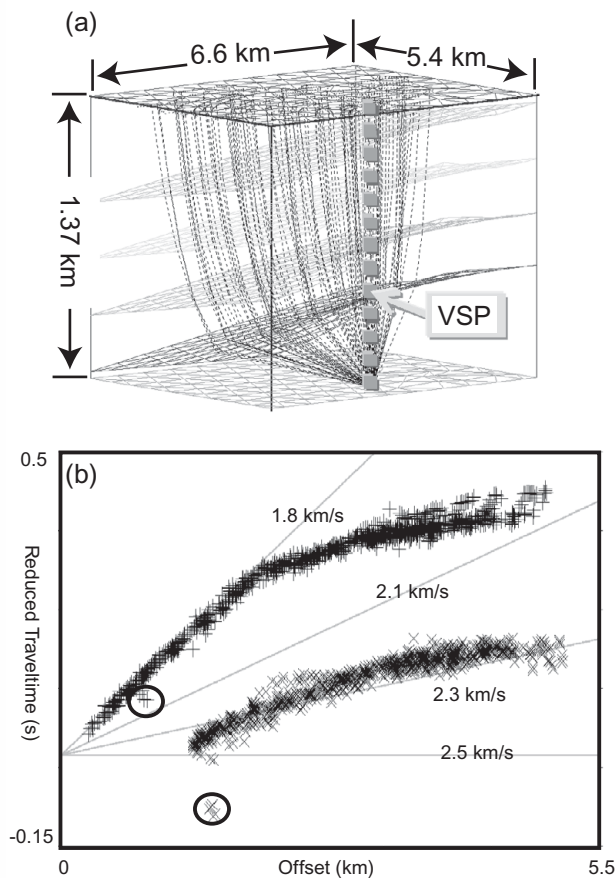 (a)
6.6 km
5.4 km
1.37 km
VSP
(b)
0.5
1.8 km/s
2.1 km/s
2.3 km/s
2.5 km/s
Reduced Traveltime (s)
-0.15
0
Offset (km)
5.5